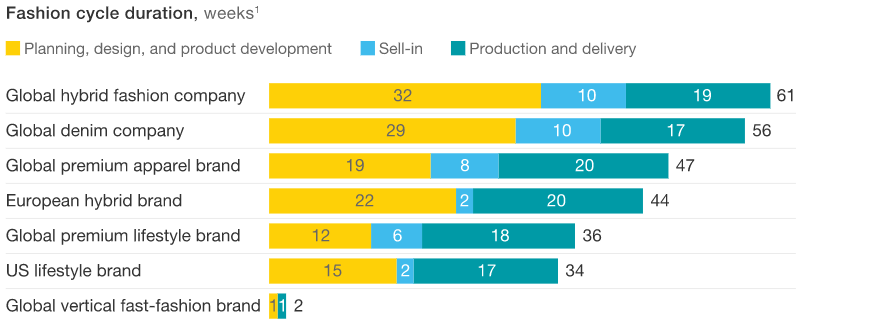 Fashion cycle duration, weeks¹
Planning, design, and product development Sell-in Production and delivery
Global hybrid fashion company 32 10 19 61
Global denim company 29 10 17 56
Global premium apparel brand 19 8 20 47
European hybrid brand 22 2 20 44
Global premium lifestyle brand 12 6 18 36
US lifestyle brand 15 2 17 34
Global vertical fast-fashion brand 1 1 2